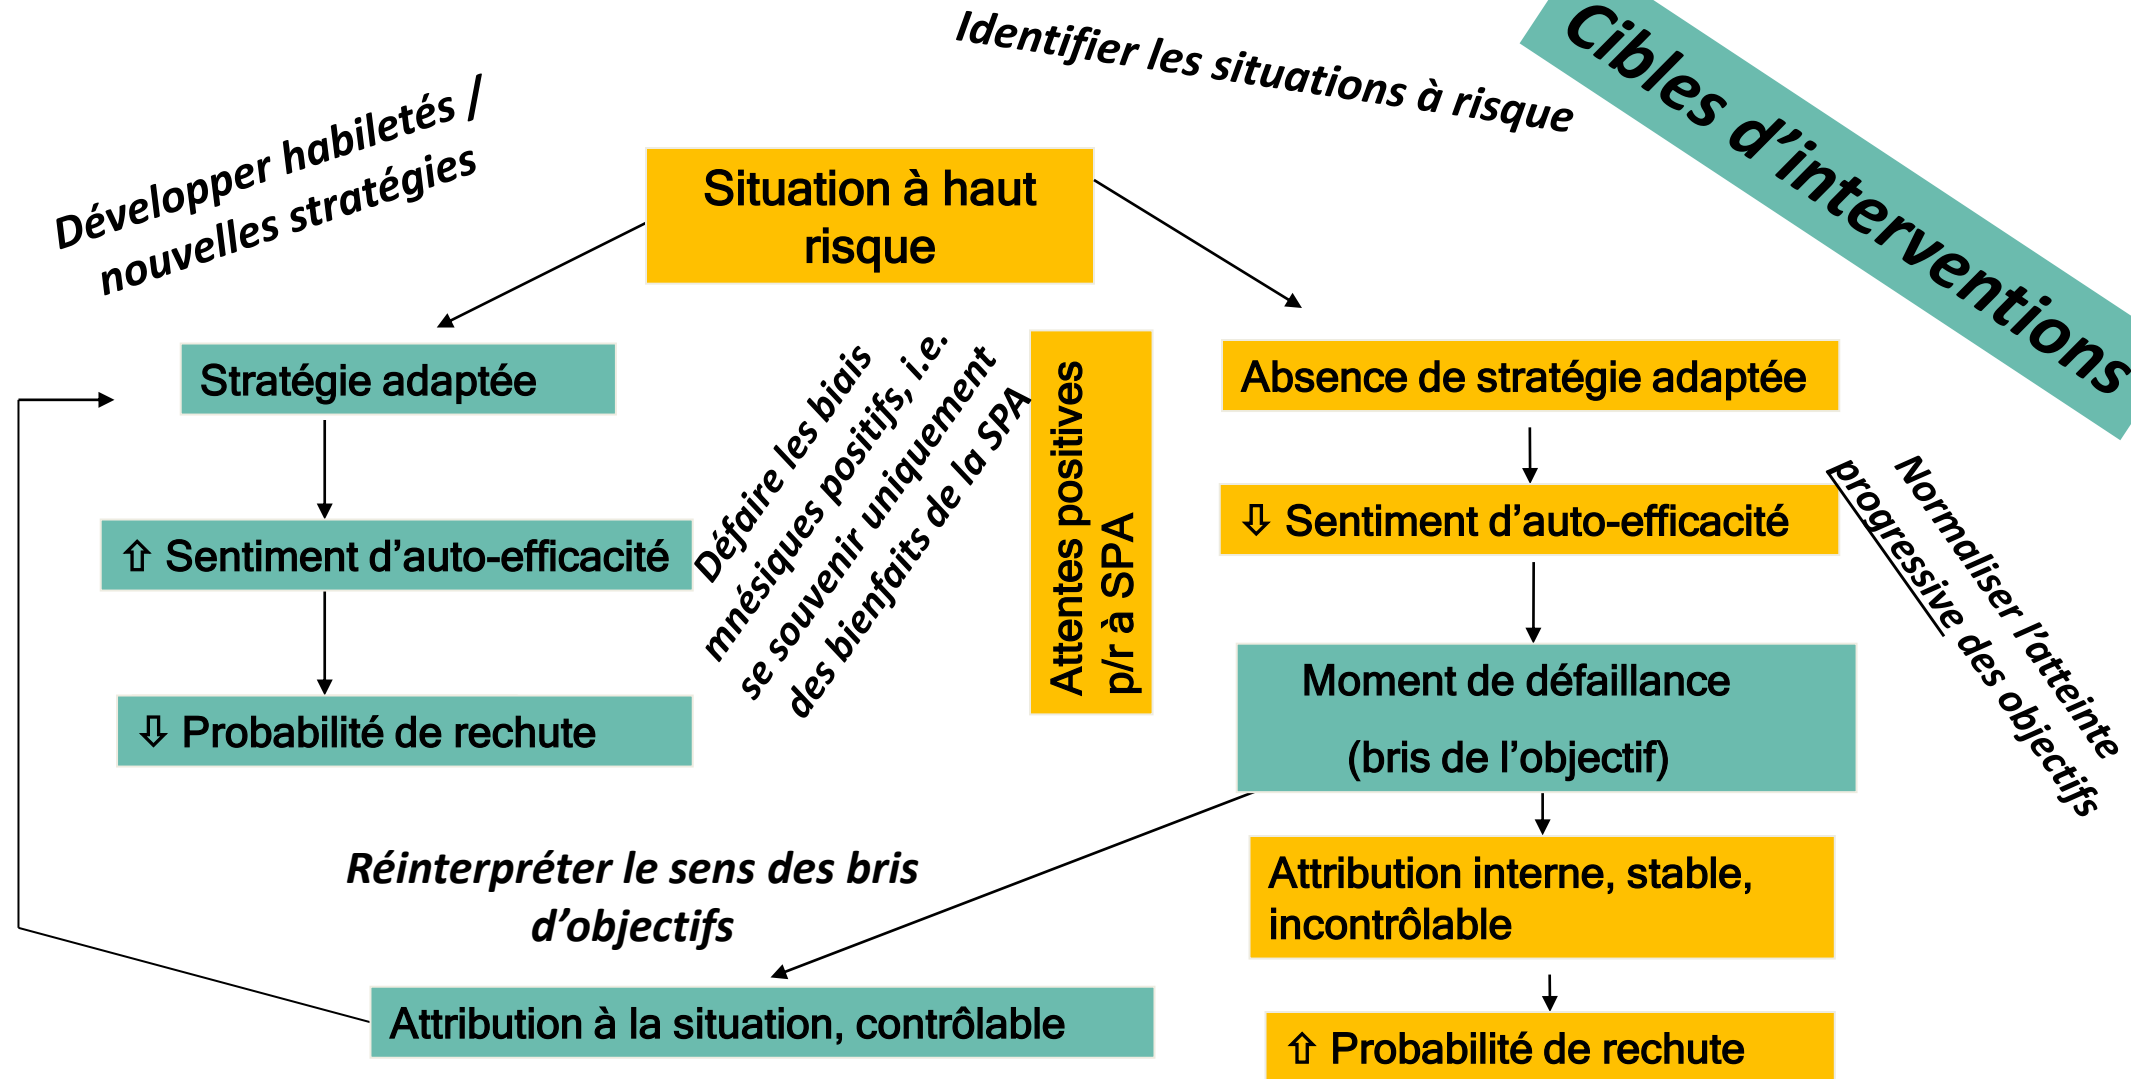 Identifier les situations à risque
Cibles d’interventions
Développer habiletés /
nouvelles stratégies
Situation à haut
risque
Stratégie adaptée
⇧ Sentiment d’auto-efficacité
⇩ Probabilité de rechute
Défaire les biais
mnésiques positifs, i.e.
se souvenir uniquement
des bienfaits de la SPA
Attentes positives
p/r à SPA
Absence de stratégie adaptée
⇩ Sentiment d’auto-efficacité
Normaliser l’atteinte
progressive des objectifs
Moment de défaillance
(bris de l’objectif)
Réinterpréter le sens des bris
d’objectifs
Attribution interne, stable,
incontrôlable
Attribution à la situation, contrôlable
⇧ Probabilité de rechute